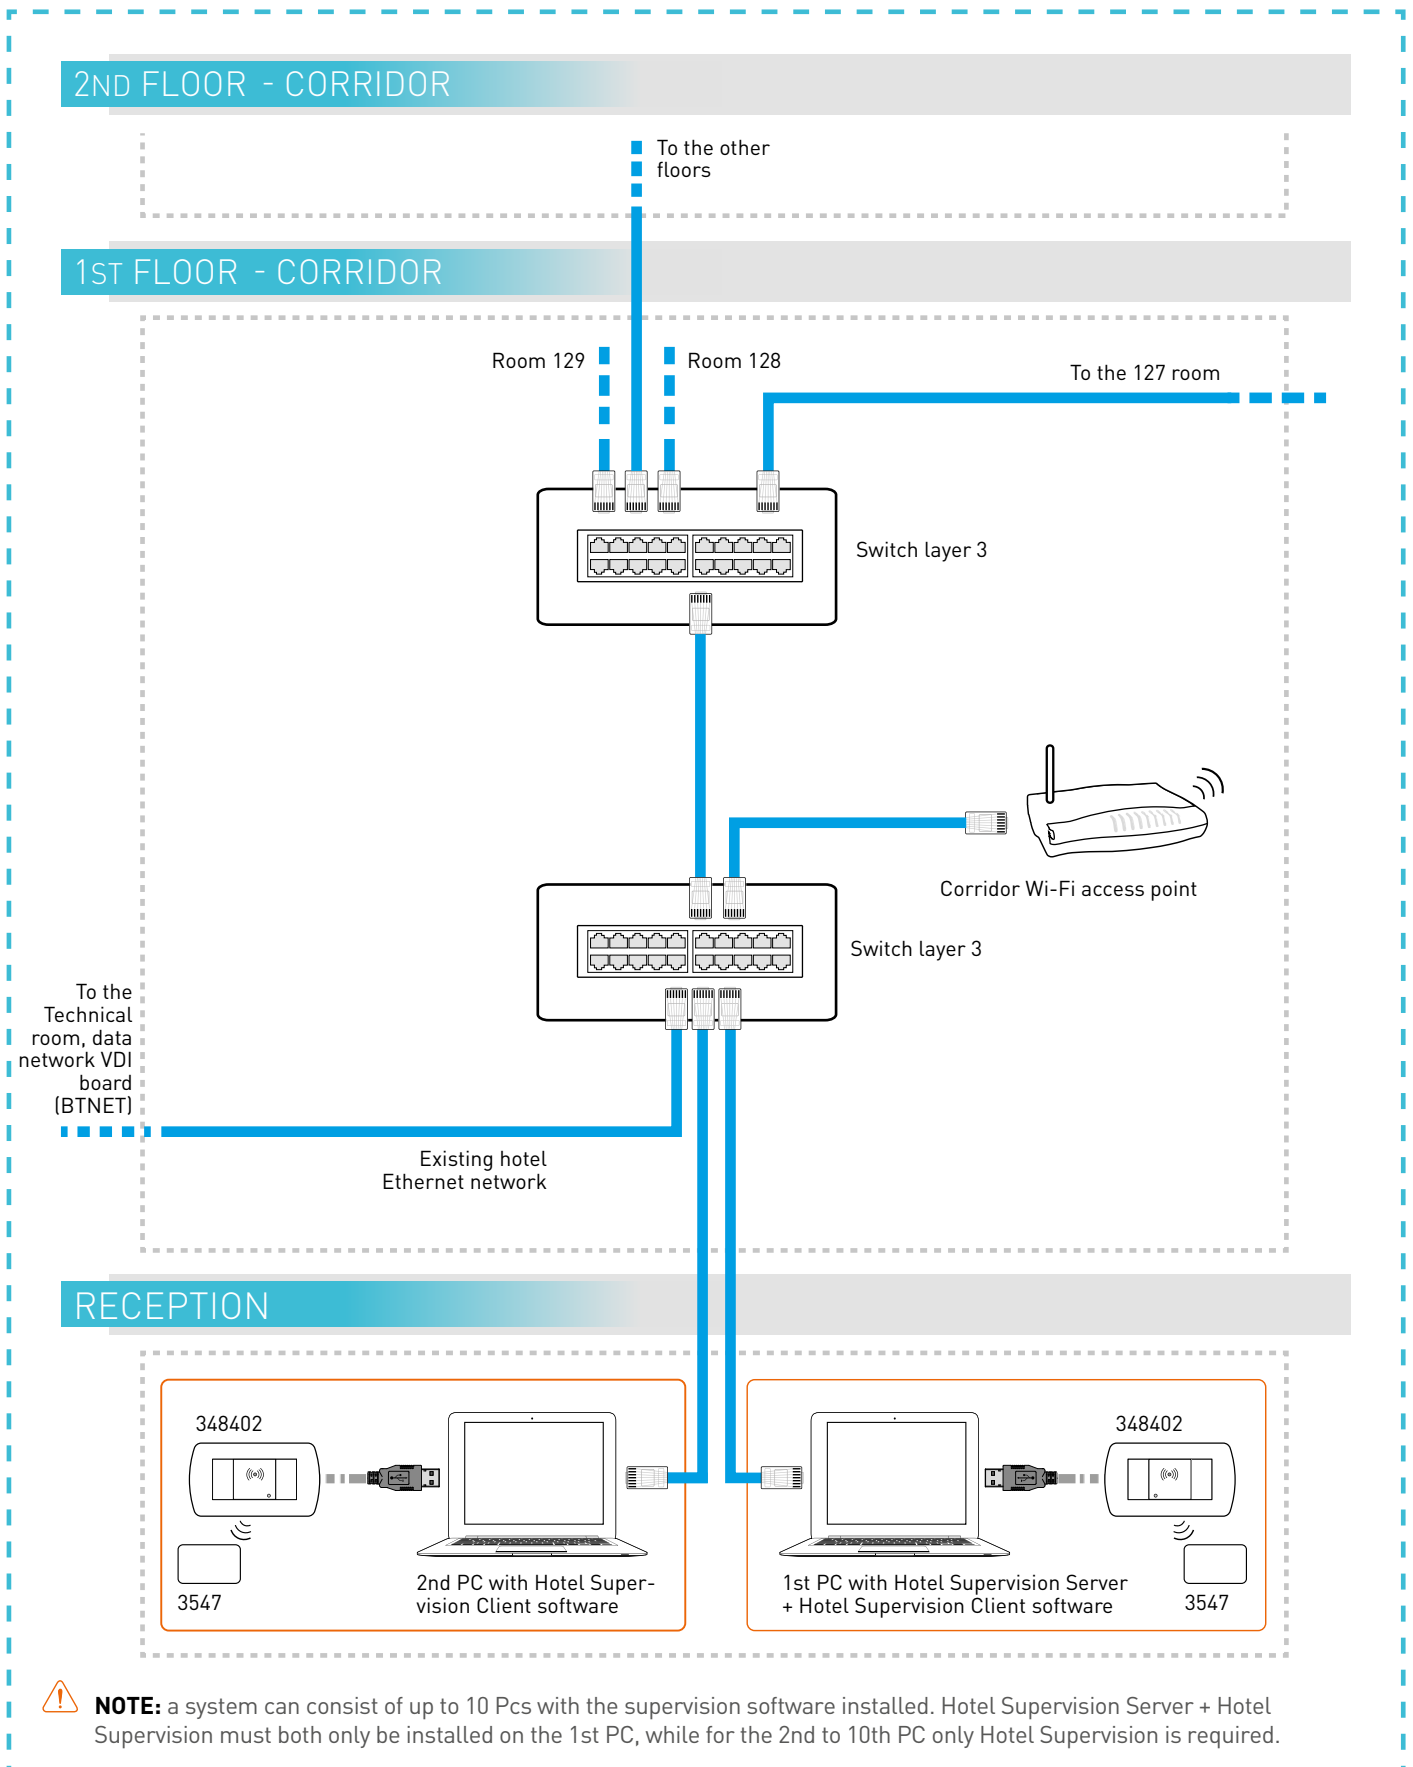 2ND FLOOR - CORRIDOR
To the other
floors
1ST FLOOR - CORRIDOR
Room 129
Room 128
To the 127 room
Switch layer 3
Corridor Wi-Fi access point
Switch layer 3
To the
Technical
room, data
network VDI
board
(BTNET)
Existing hotel
Ethernet network
RECEPTION
348402
3547
2nd PC with Hotel Super-
vision Client software
348402
1st PC with Hotel Supervision Server
+ Hotel Supervision Client software
3547
NOTE: a system can consist of up to 10 Pcs with the supervision software installed. Hotel Supervision Server + Hotel
Supervision must both only be installed on the 1st PC, while for the 2nd to 10th PC only Hotel Supervision is required.